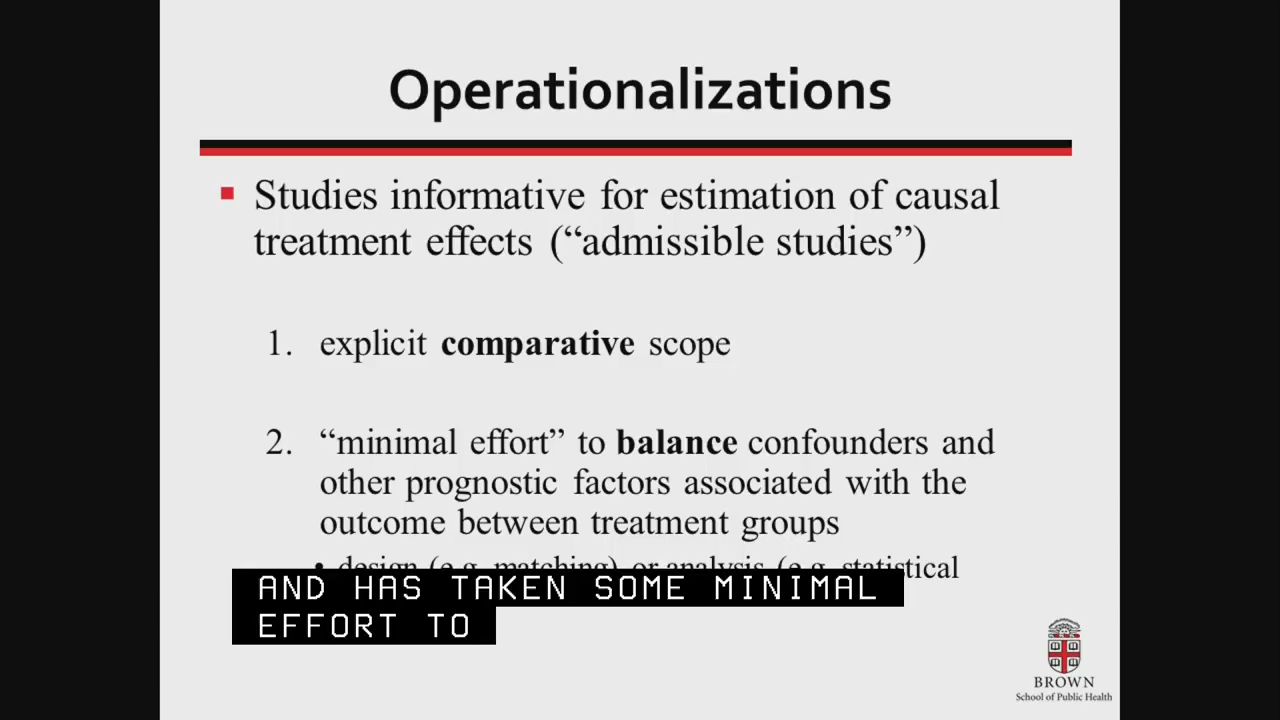 Operationalizations
▪ Studies informative for estimation of causal
treatment effects (“admissible studies”)
1. explicit comparative scope
2. “minimal effort” to balance confounders and
other prognostic factors associated with the
outcome between treatment groups
• design (e.g. matching) or analysis (e.g. statistical
AND HAS TAKEN SOME MINIMAL
EFFORT TO
BROWN
School of Public Health